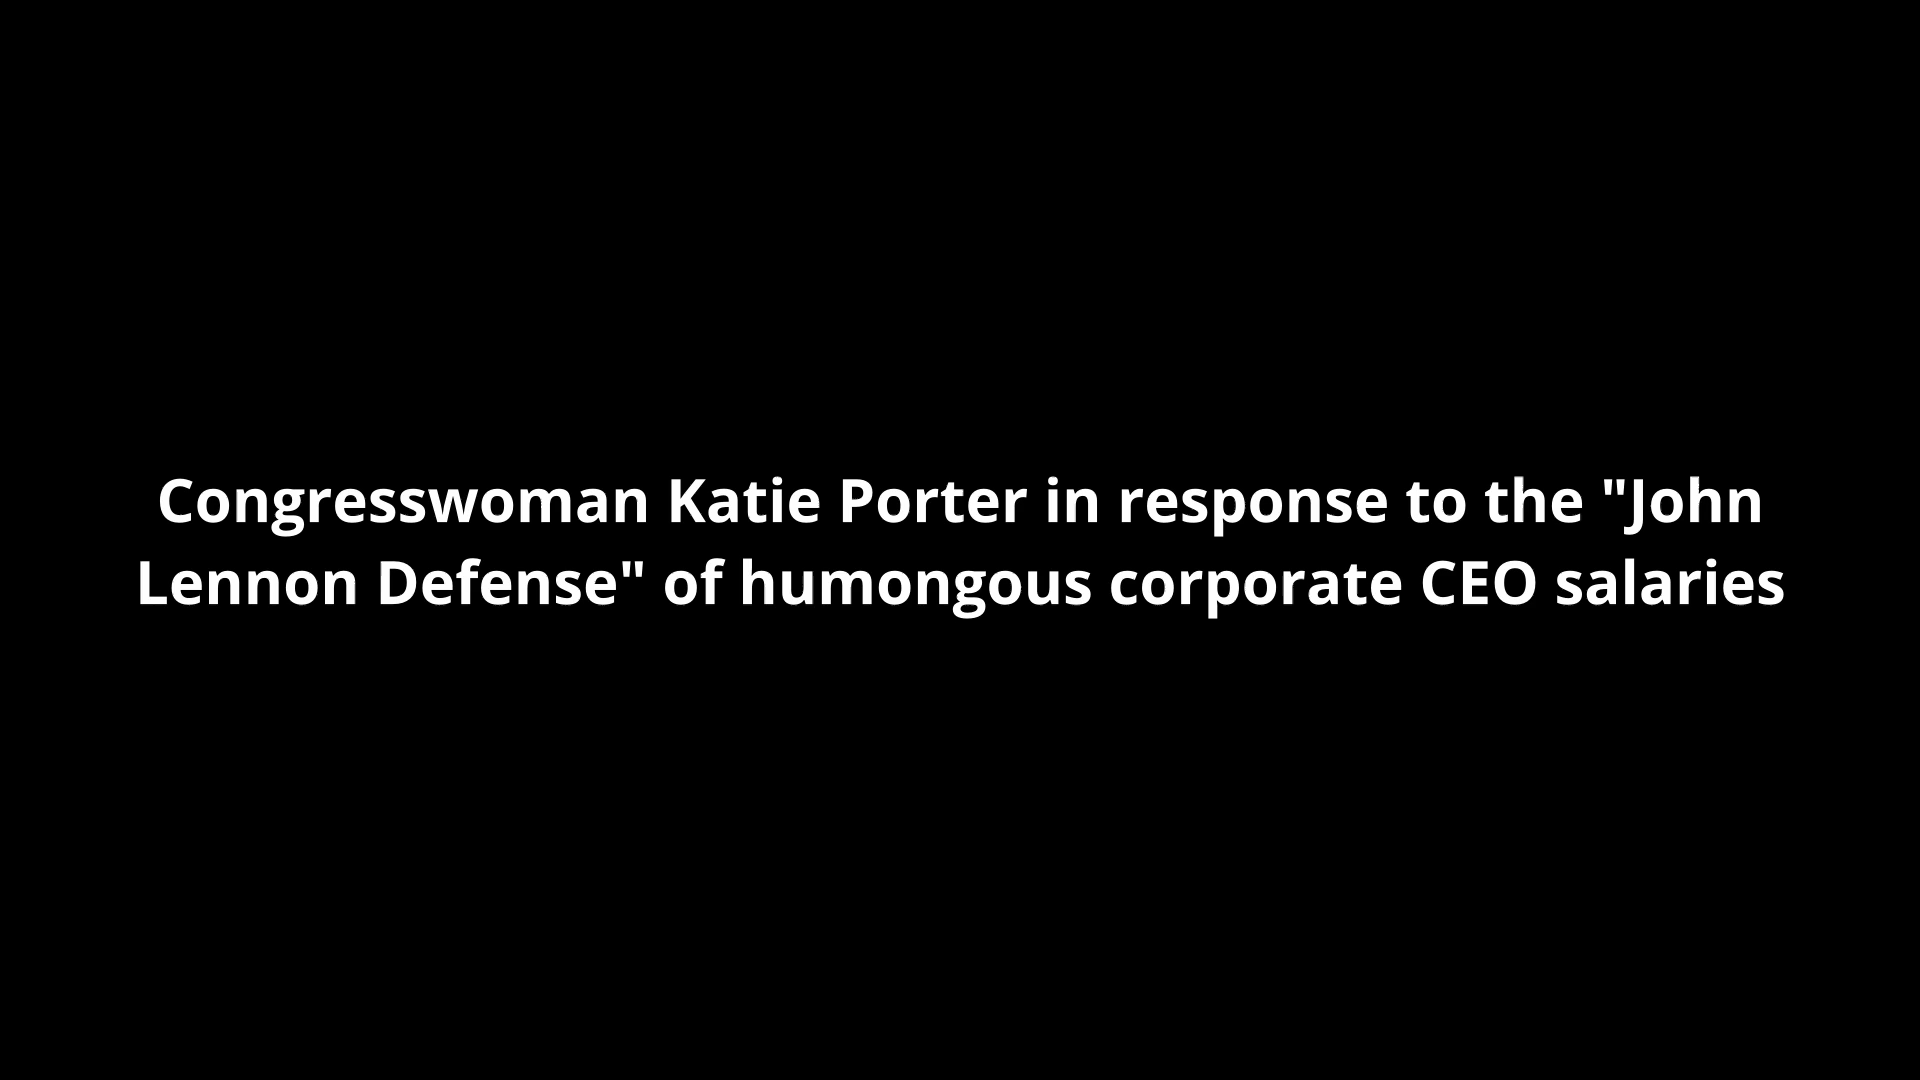 Congresswoman Katie Porter in response to the "John
Lennon Defense" of humongous corporate CEO salaries